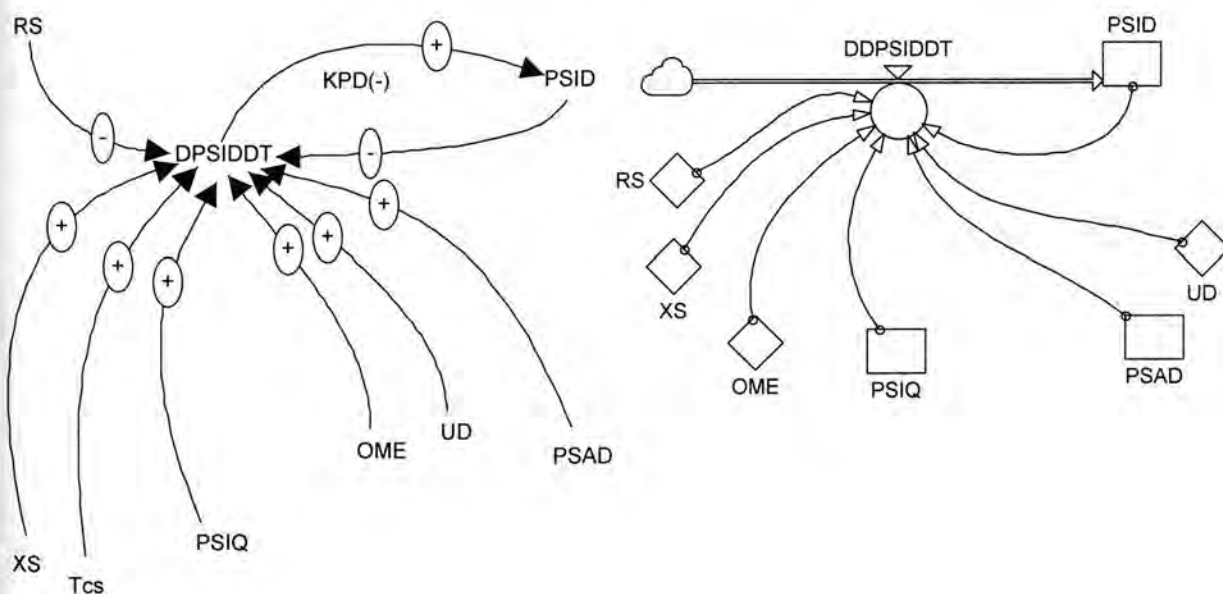 RS
+
KPD(-)
PSID
-
-
DPSIDDT
+
+
+
+
+
+
XS
Tcs
PSIQ
OME
UD
PSAD
DDPSIDDT
PSID
RS
XS
OME
PSIQ
PSAD
UD